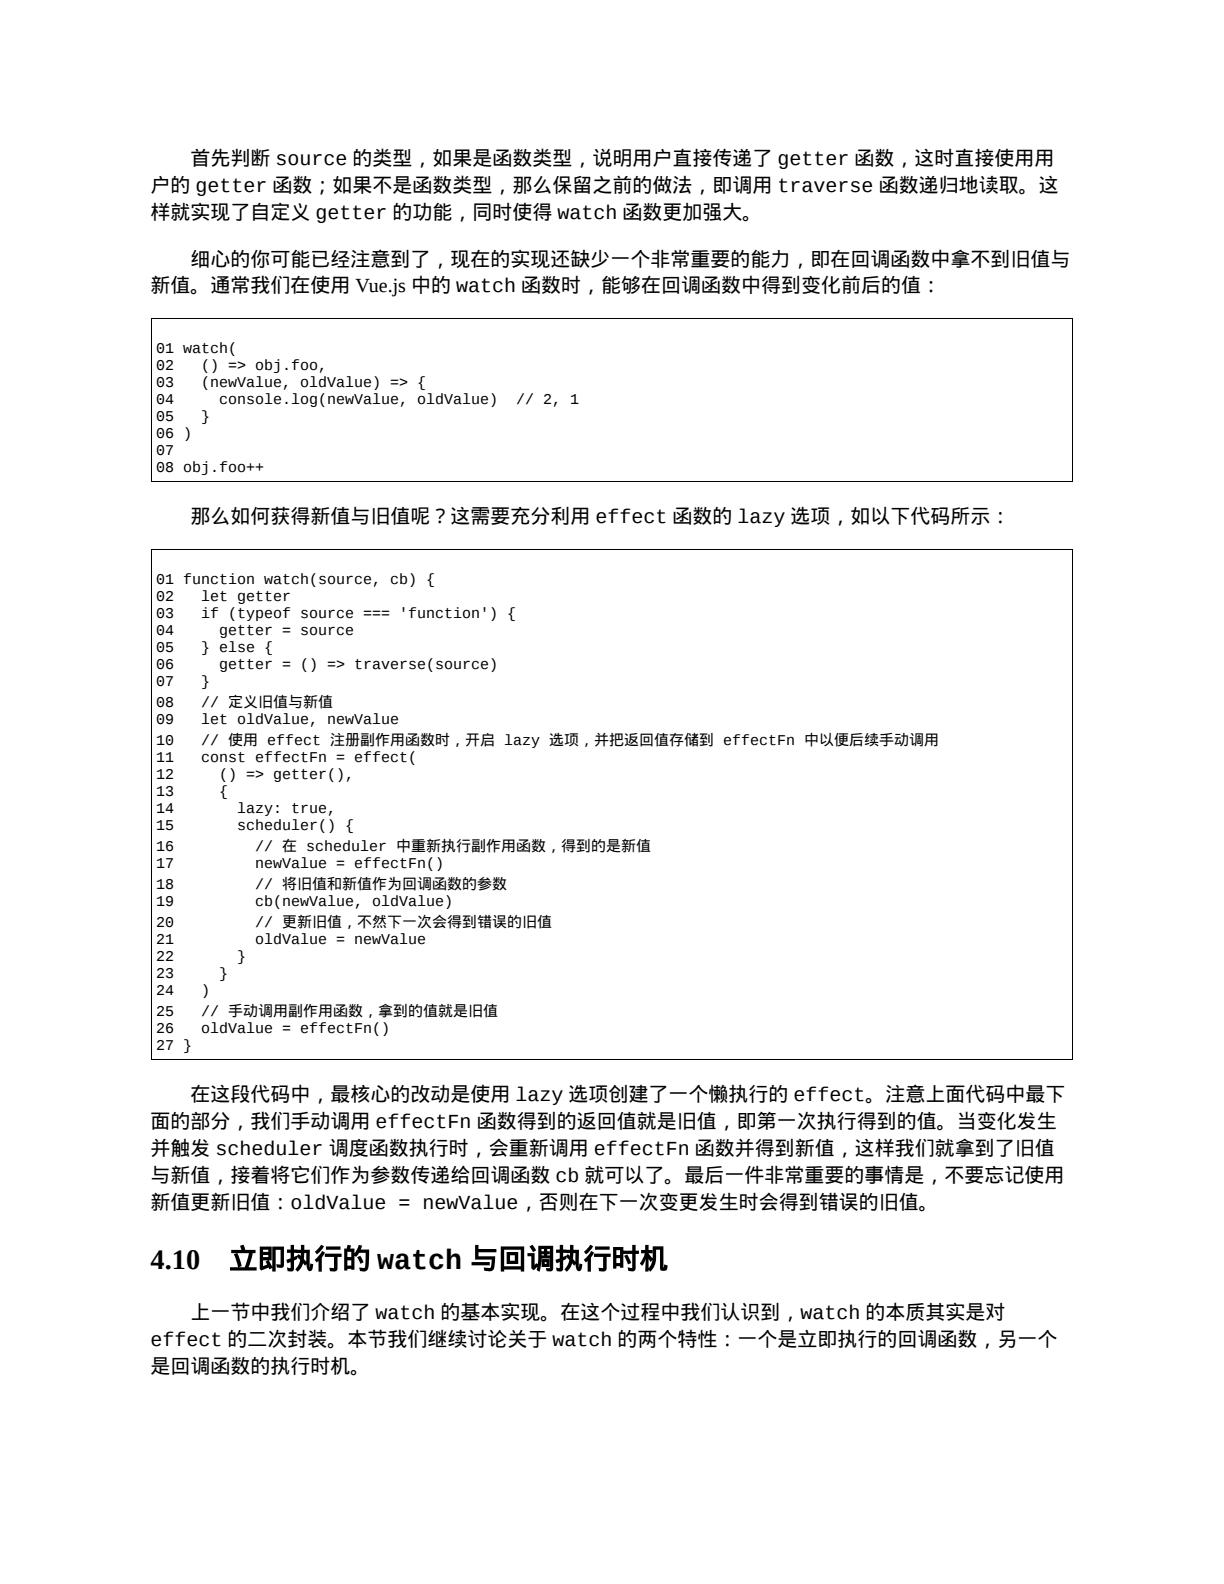 首先判断 source 的类型，如果是函数类型，说明用户直接传递了 getter 函数，这时直接使用用
户的 getter 函数；如果不是函数类型，那么保留之前的做法，即调用 traverse 函数递归地读取。这
样就实现了自定义 getter 的功能，同时使得 watch 函数更加强大。
细心的你可能已经注意到了，现在的实现还缺少一个非常重要的能力，即在回调函数中拿不到旧值与
新值。通常我们在使用 Vue.js 中的 watch 函数时，能够在回调函数中得到变化前后的值：
01 watch(
02   () => obj.foo,
03   (newValue, oldValue) => {
04     console.log(newValue, oldValue)  // 2, 1
05   }
06 )
07
08 obj.foo++
那么如何获得新值与旧值呢？这需要充分利用 effect 函数的 lazy 选项，如以下代码所示：
01 function watch(source, cb) {
02   let getter
03   if (typeof source === 'function') {
04     getter = source
05   } else {
06     getter = () => traverse(source)
07   }
08   // 定义旧值与新值
09   let oldValue, newValue
10   // 使用 effect 注册副作用函数时，开启 lazy 选项，并把返回值存储到 effectFn 中以便后续手动调用
11   const effectFn = effect(
12     () => getter(),
13     {
14       lazy: true,
15       scheduler() {
16         // 在 scheduler 中重新执行副作用函数，得到的是新值
17         newValue = effectFn()
18         // 将旧值和新值作为回调函数的参数
19         cb(newValue, oldValue)
20         // 更新旧值，不然下一次会得到错误的旧值
21         oldValue = newValue
22       }
23     }
24   )
25   // 手动调用副作用函数，拿到的值就是旧值
26   oldValue = effectFn()
27 }
在这段代码中，最核心的改动是使用 lazy 选项创建了一个懒执行的 effect。注意上面代码中最下
面的部分，我们手动调用 effectFn 函数得到的返回值就是旧值，即第一次执行得到的值。当变化发生
并触发 scheduler 调度函数执行时，会重新调用 effectFn 函数并得到新值，这样我们就拿到了旧值
与新值，接着将它们作为参数传递给回调函数 cb 就可以了。最后一件非常重要的事情是，不要忘记使用
新值更新旧值：oldValue = newValue，否则在下一次变更发生时会得到错误的旧值。
4.10　立即执行的 watch 与回调执行时机
上一节中我们介绍了 watch 的基本实现。在这个过程中我们认识到，watch 的本质其实是对
effect 的二次封装。本节我们继续讨论关于 watch 的两个特性：一个是立即执行的回调函数，另一个
是回调函数的执行时机。